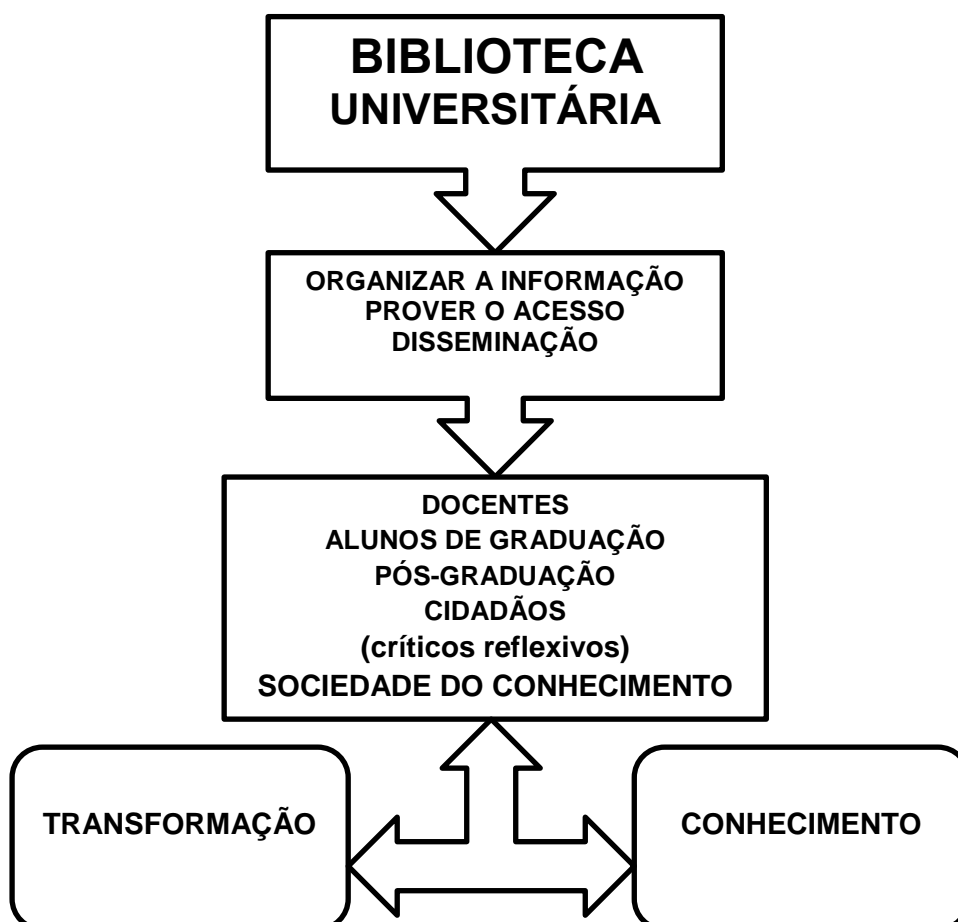 BIBLIOTECA
UNIVERSITÁRIA
ORGANIZAR A INFORMAÇÃO
PROVER O ACESSO
DISSEMINAÇÃO
DOCENTES
ALUNOS DE GRADUAÇÃO
PÓS-GRADUAÇÃO
CIDADÃOS
(críticos reflexivos)
SOCIEDADE DO CONHECIMENTO
TRANSFORMAÇÃO
CONHECIMENTO